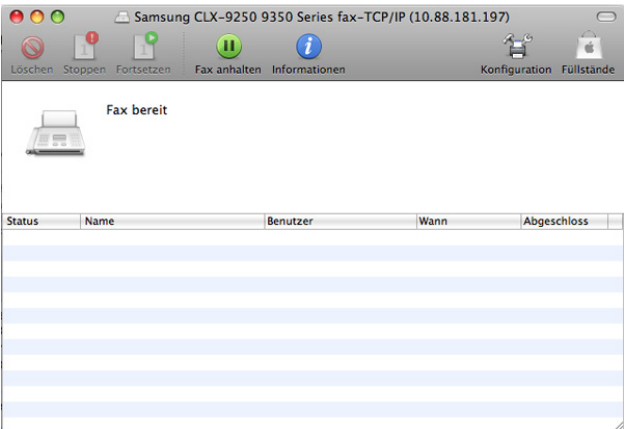 Samsung CLX-9250 9350 Series fax-TCP/IP (10.88.181.197)
Löschen Stoppen Fortsetzen Fax anhalten Informationen Konfiguration Füllstände
Fax bereit
Status Name Benutzer Wann Abgeschloss